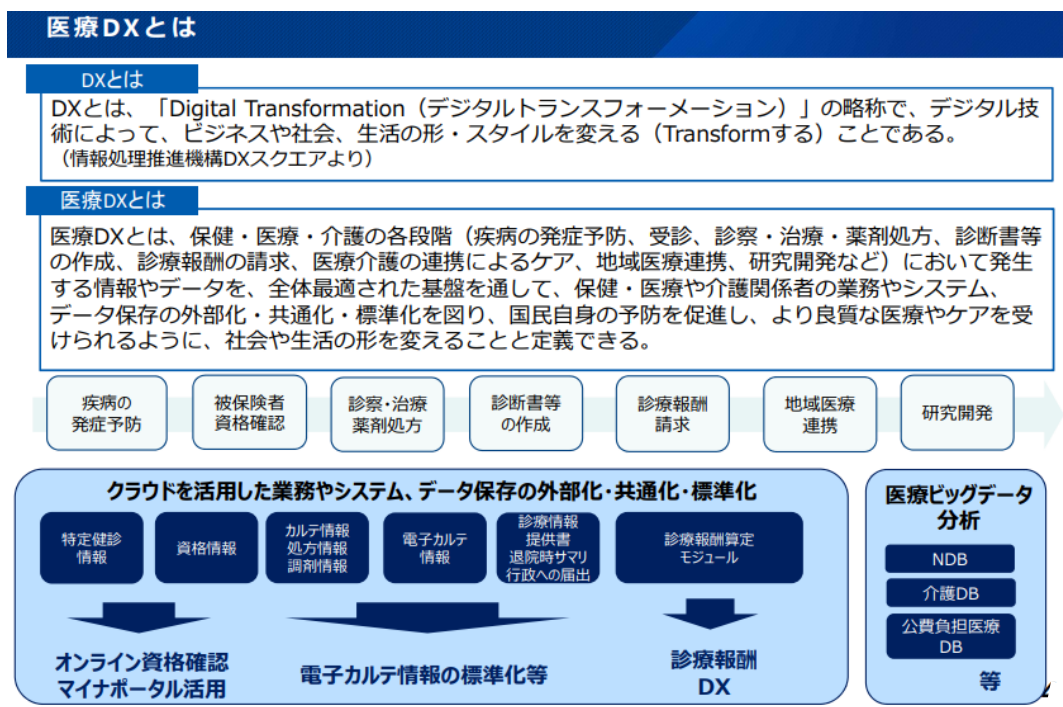 医療DXとは
DXとは
DXとは、「Digital Transformation（デジタルトランスフォーメーション）」の略称で、デジタル技
術によって、ビジネスや社会、生活の形・スタイルを変える（Transformする）ことである。
（情報処理推進機構DXスクエアより）
医療DXとは
医療DXとは、保健・医療・介護の各段階（疾病の発症予防、受診、診察・治療・薬剤処方、診断書等
の作成、診療報酬の請求、医療介護の連携によるケア、地域医療連携、研究開発など）において発生
する情報やデータを、全体最適された基盤を通して、保健・医療や介護関係者の業務やシステム、
データ保存の外部化・共通化・標準化を図り、国民自身の予防を促進し、より良質な医療やケアを受
けられるように、社会や生活の形を変えることと定義できる。
疾病の
発症予防
被保険者
資格確認
診察・治療
薬剤処方
診断書等
の作成
診療報酬
請求
地域医療
連携
研究開発
クラウドを活用した業務やシステム、データ保存の外部化・共通化・標準化
特定健診
情報
資格情報
カルテ情報
処方情報
調剤情報
電子カルテ
情報
診療情報
提供書
退院時サマリ
行政への届出
診療報酬算定
モジュール
オンライン資格確認
マイナポータル活用
電子カルテ情報の標準化等
診療報酬
DX
医療ビッグデータ
分析
NDB
介護DB
公費負担医療
DB
等